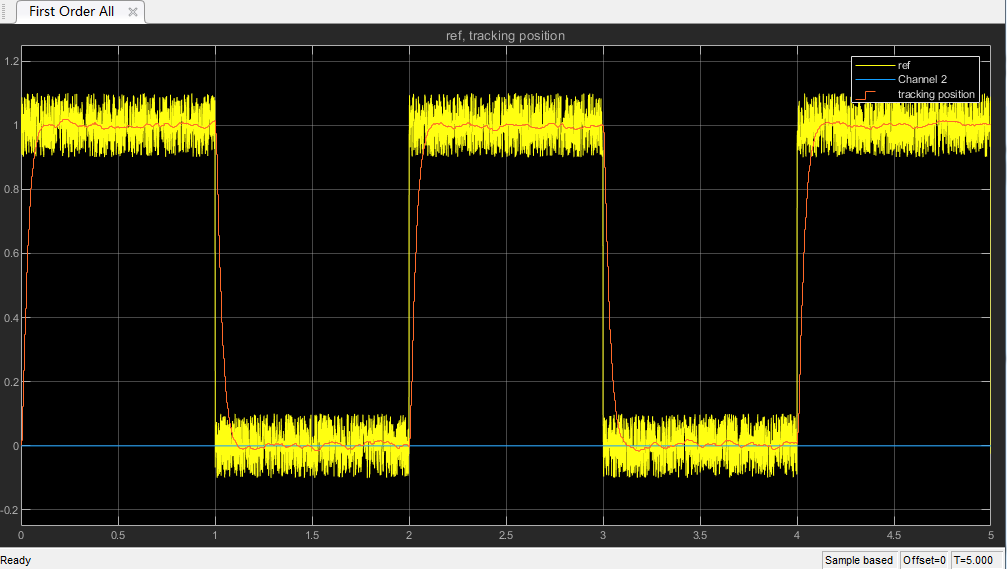 First Order All
ref, tracking position
1.2
1
0.8
0.6
0.4
0.2
0
-0.2
ref
Channel 2
tracking position
0 0.5 1 1.5 2 2.5 3 3.5 4 4.5 5
Ready Sample based Offset=0 T=5.000